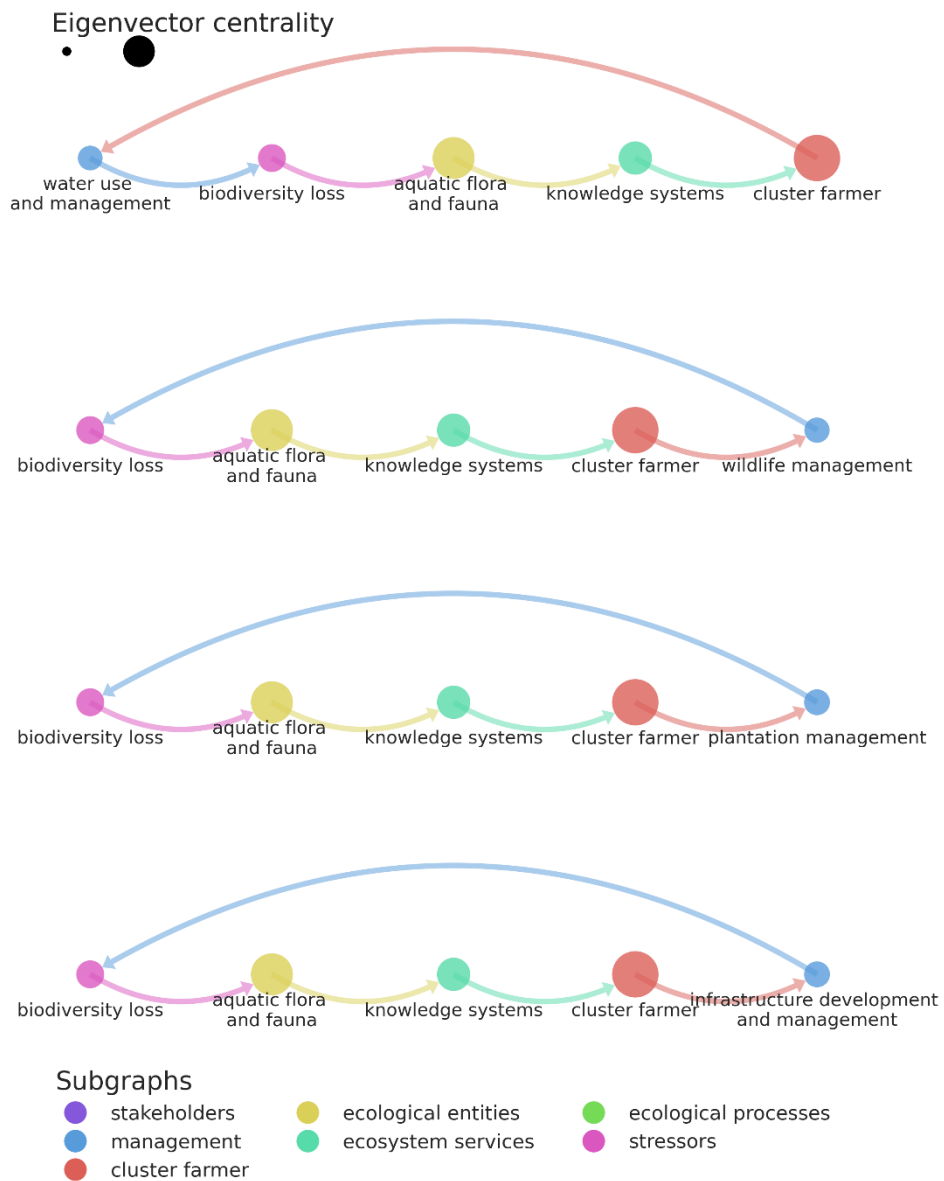 Eigenvector centrality
water use
and management
biodiversity loss
aquatic flora
and fauna
knowledge systems
cluster farmer
biodiversity loss
aquatic flora
and fauna
knowledge systems
cluster farmer
wildlife management
biodiversity loss
aquatic flora
and fauna
knowledge systems
cluster farmer
plantation management
biodiversity loss
aquatic flora
and fauna
knowledge systems
cluster farmer
infrastructure development
and management
Subgraphs
stakeholders
management
cluster farmer
ecological entities
ecosystem services
ecological processes
stressors